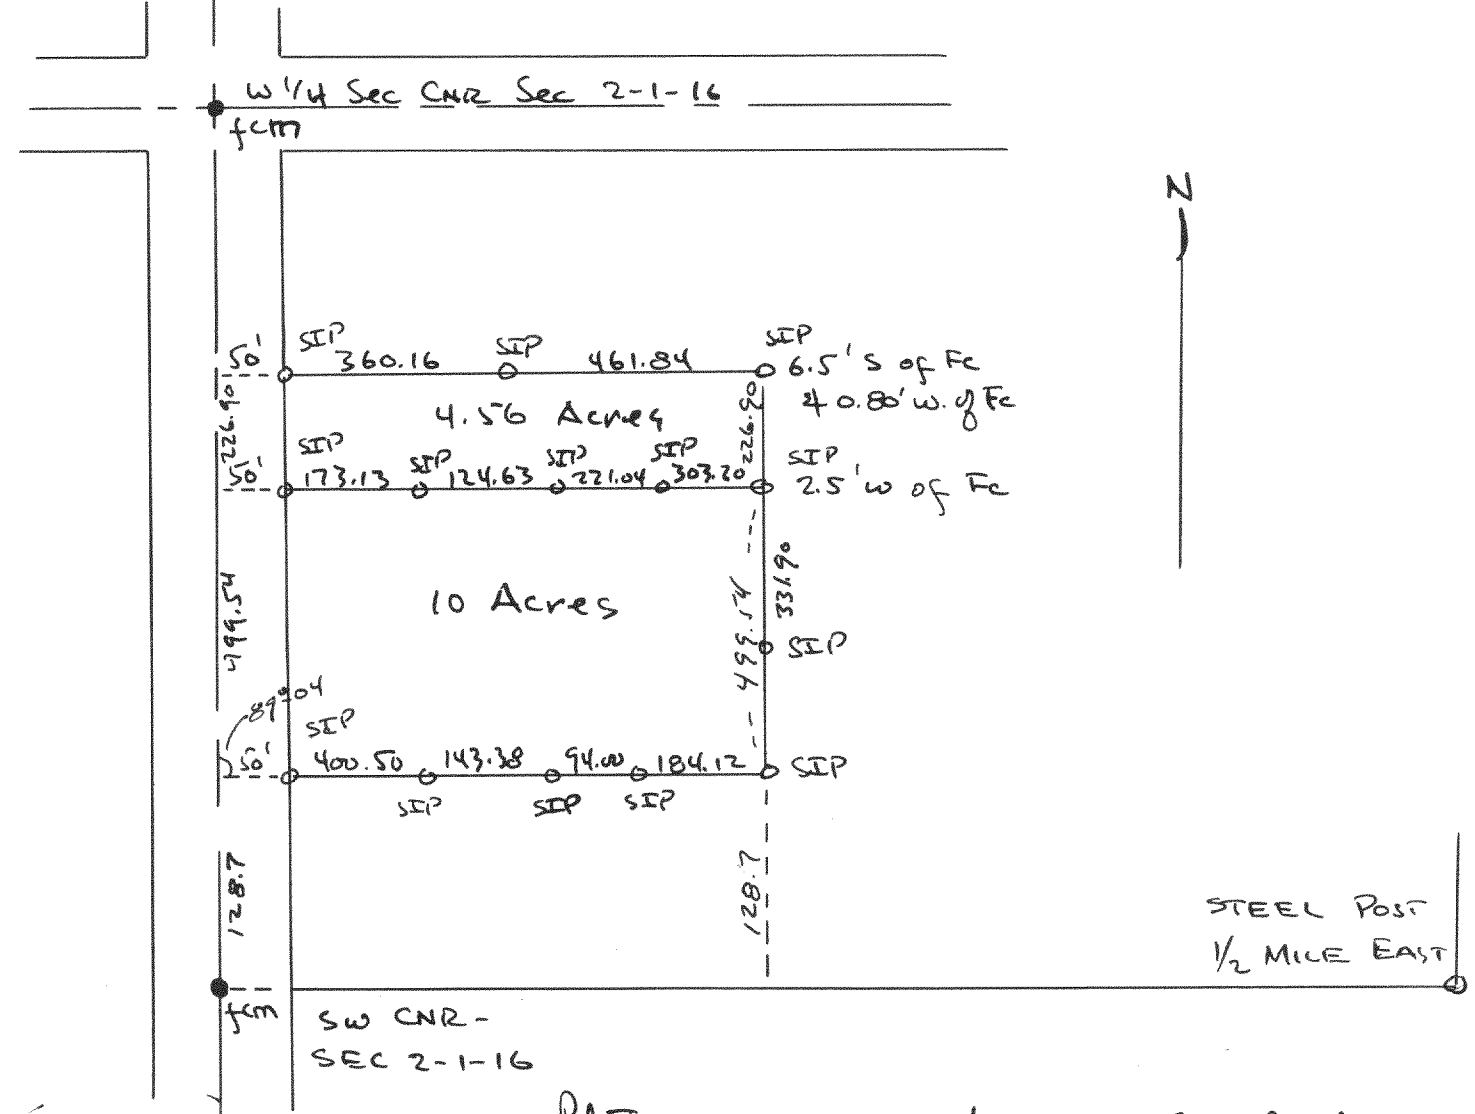 W 1/4 Sec CNR Sec 2-1-16
fcm
N
50'
SIP
360.16
SIP
461.84
SIP
6.5' S of Fc
& 0.80' w. of Fc
226.90
4.56 Acres
226.90
50'
SIP
173.13
SIP
124.63
SIP
221.04
SIP
303.20
SIP
2.5' w of Fc
499.54
10 Acres
499.54
331.90
SIP
89°04
SIP
50'
400.50
143.38
94.00
184.12
SIP
SIP
SIP
SIP
128.7
128.7
STEEL POST
1/2 MILE EAST
fcm
SW CNR-
SEC 2-1-16